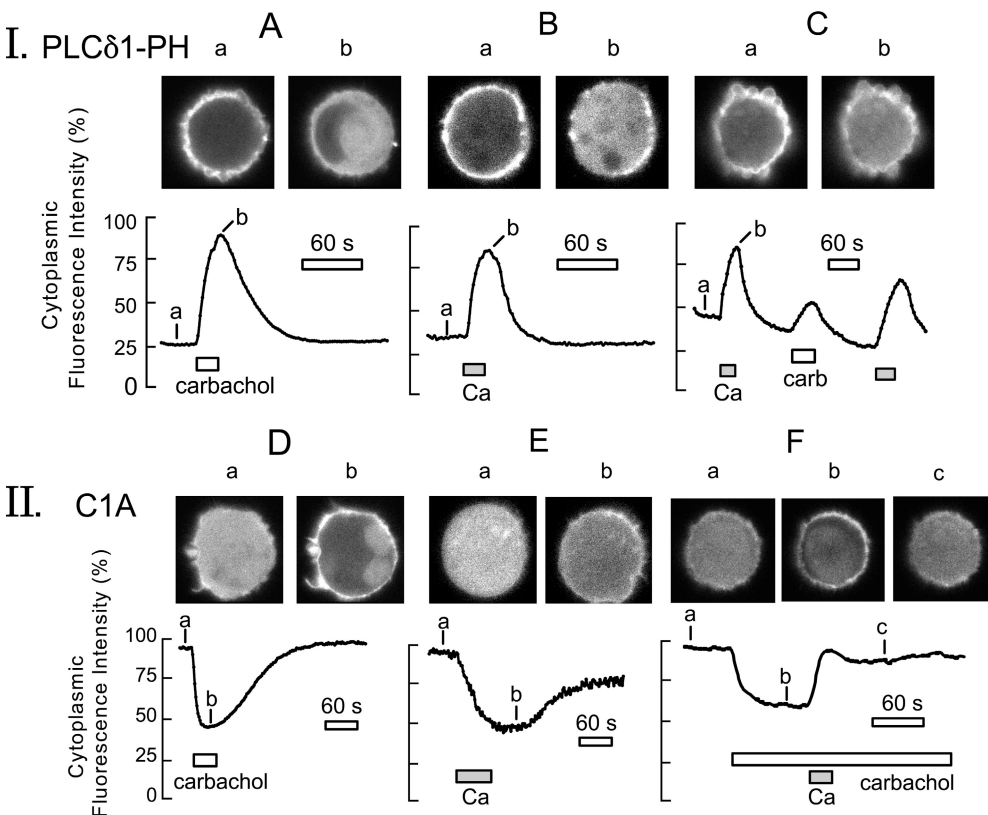 A B C
I. PLCδ1-PH a b a b a b
Cytoplasmic
Fluorescence Intensity (%)
100
75
50
25
0
a b 60 s
carbachol
a b 60 s
Ca
a b 60 s
Ca carb
D E F
II. C1A a b a b a b c
Cytoplasmic
Fluorescence Intensity (%)
100
75
50
25
0
a b 60 s
carbachol
a b 60 s
Ca
a b c 60 s
Ca carbachol